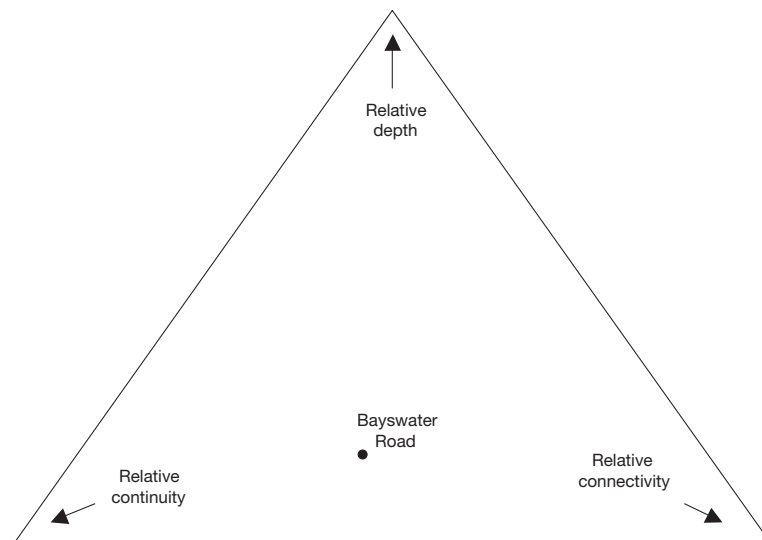 Relative
depth
Bayswater
Road
Relative
continuity
Relative
connectivity